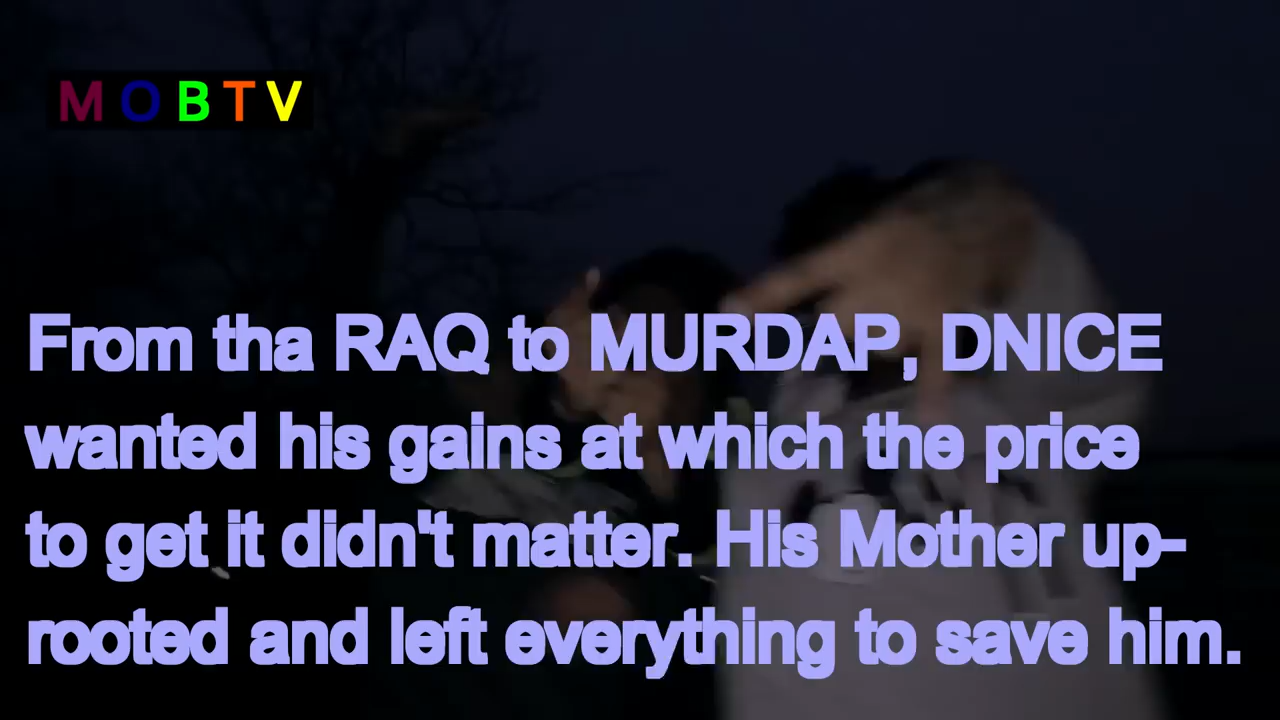 MOBTV
From tha RAQ to MURDAP, DNICE
wanted his gains at which the price
to get it didn't matter. His Mother up-
rooted and left everything to save him.